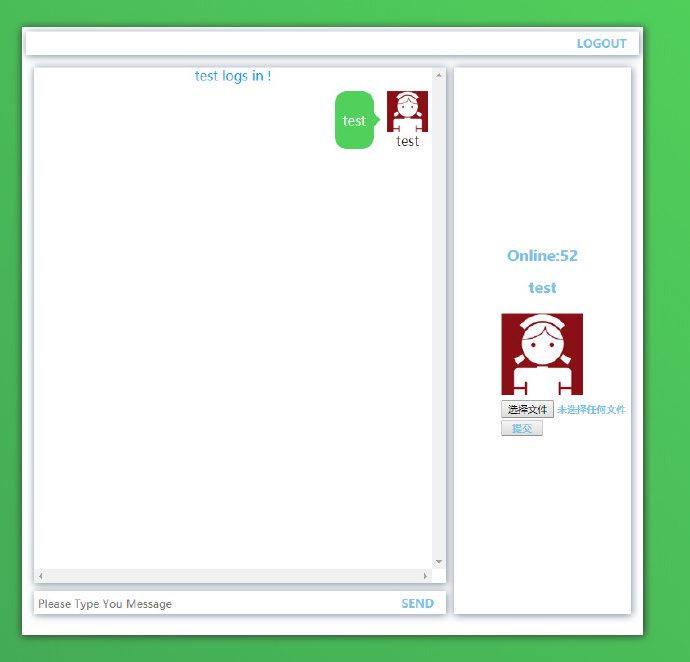 LOGOUT
test logs in !
test
test
Online:52
test
选择文件 未选择任何文件
提交
Please Type You Message
SEND